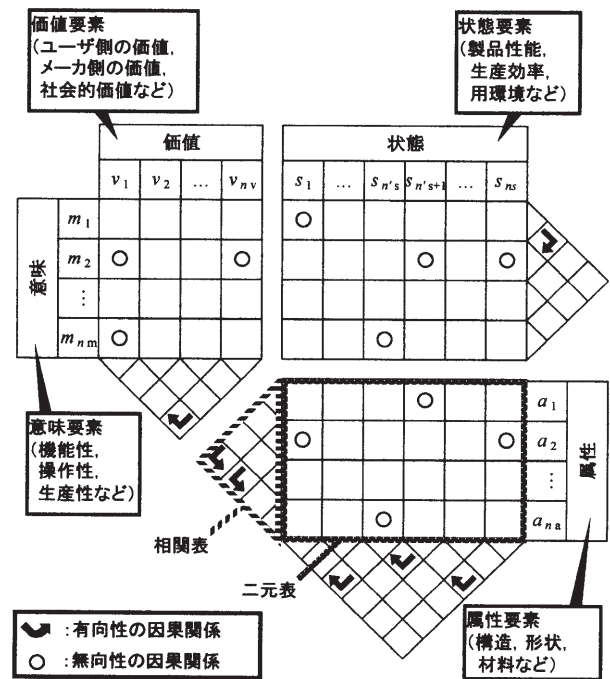 価値要素
(ユーザ側の価値,
メーカ側の価値,
社会的価値など)
状態要素
(製品性能,
生産効率,
用環境など)
価値
状態
v1 v2 … vnv
s1 … sn's sn's+1 … sns
意味
m1
m2
⋮
mnm
意味要素
(機能性,
操作性,
生産性など)
a1
a2
⋮
ana
属性
相関表
二元表
:有向性の因果関係
○ :無向性の因果関係
属性要素
(構造, 形状,
材料など)